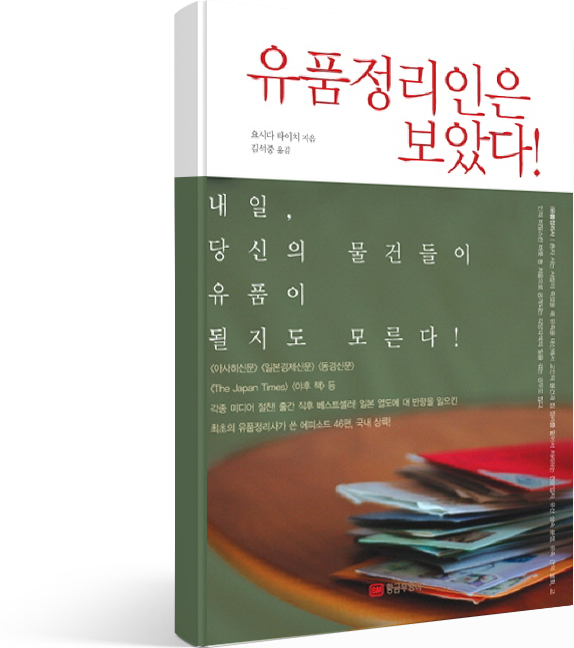 유품정리인은
보았다!
요시다 타이치 지음
김석중 옮김
내일,
당신의 물건들이
유품이
될지도 모른다!
<아사히신문> <일본경제신문> <동경신문>
<The Japan Times> <이후 책> 등
각종 미디어 절찬! 출간 직후 베스트셀러! 일본 열도에 대 반향을 일으킨
최초의 유품정리사가 쓴 에피소드 46편, 국내 상륙!
황금부엉이